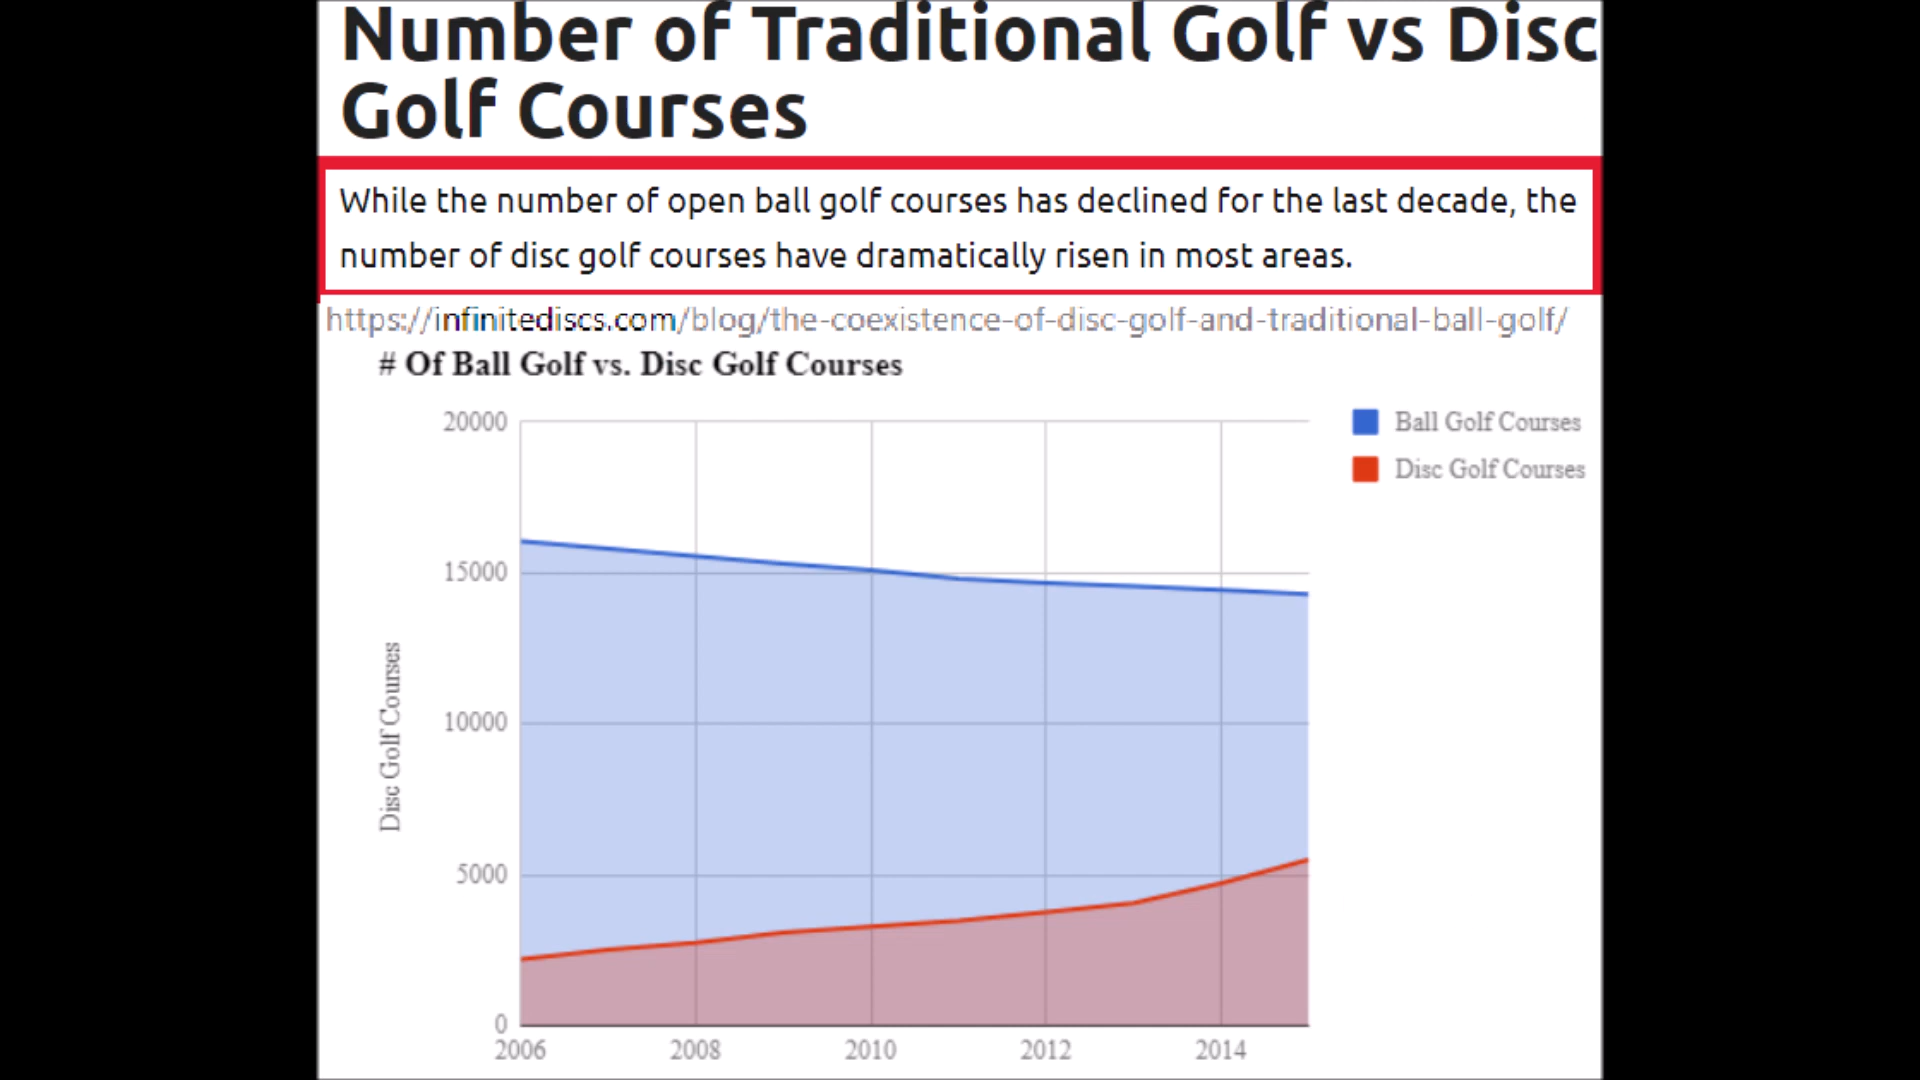 Number of Traditional Golf vs Disc
Golf Courses
While the number of open ball golf courses has declined for the last decade, the
number of disc golf courses have dramatically risen in most areas.
https://infinitediscs.com/blog/the-coexistence-of-disc-golf-and-traditional-ball-golf/
# Of Ball Golf vs. Disc Golf Courses
Ball Golf Courses
Disc Golf Courses
20000
15000
10000
5000
0
Disc Golf Courses
2006 2008 2010 2012 2014